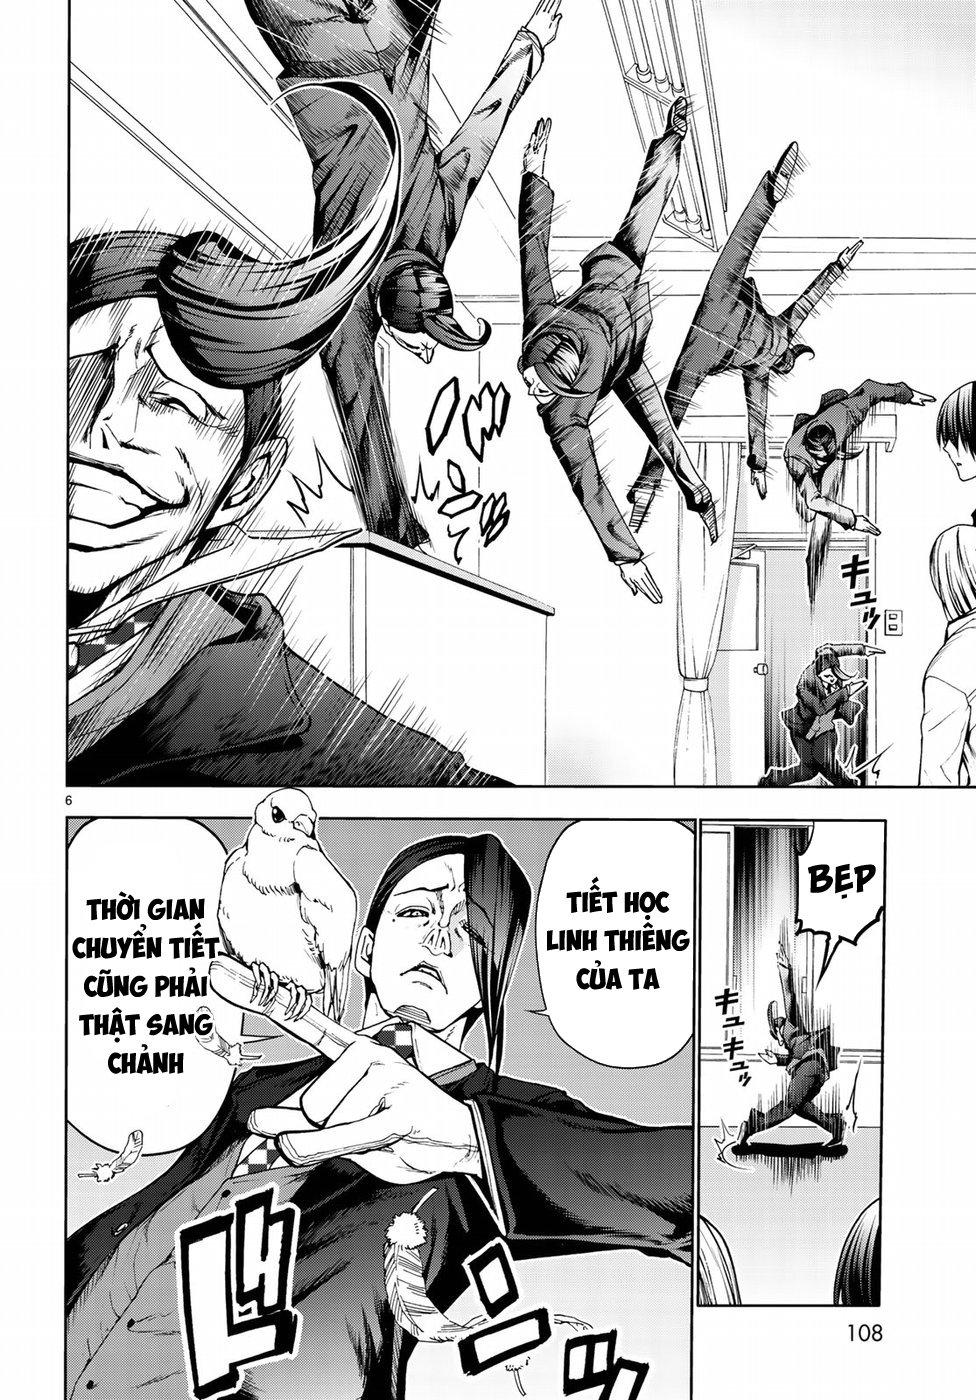 キュッ
6
BẸP
キュキュッ
TIẾT HỌC
LINH THIÊNG
CỦA TA
THỜI GIAN
CHUYỂN TIẾT
CŨNG PHẢI
THẬT SANG
CHẢNH
108